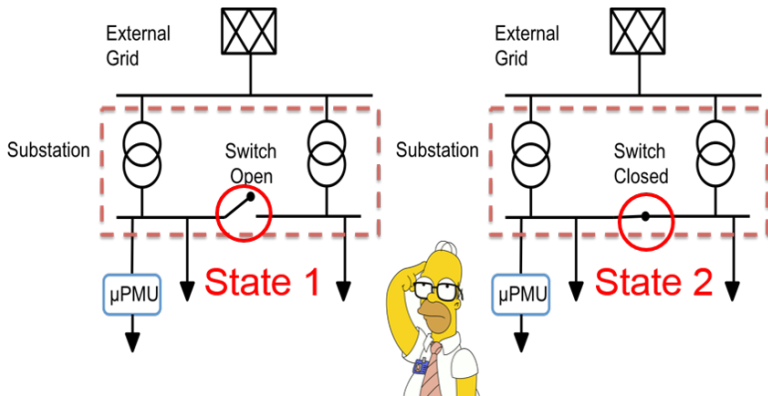 External
Grid
Substation
Switch
Open
µPMU
State 1
External
Grid
Substation
Switch
Closed
µPMU
State 2